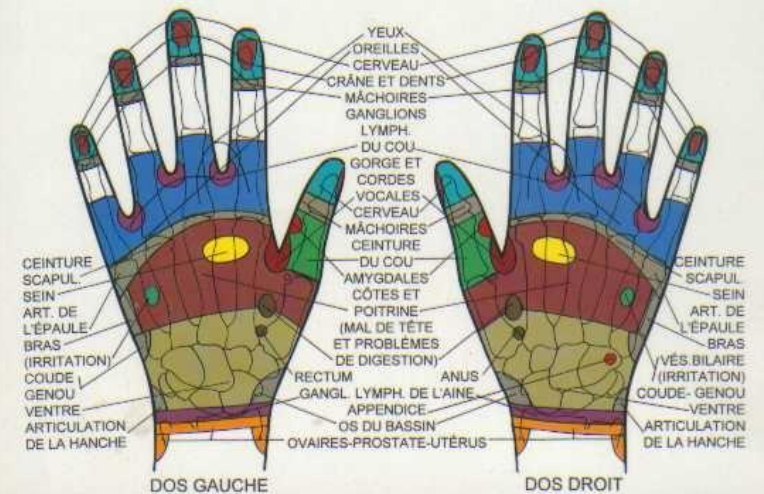 YEUX
OREILLES
CERVEAU
CRÂNE ET DENTS
MÂCHOIRES
GANGLIONS
LYMPH.
DU COU
GORGE ET
CORDES
VOCALES
CERVEAU
MÂCHOIRES
CEINTURE
DU COU
AMYGDALES
CÔTES ET
POITRINE
(MAL DE TÊTE
ET PROBLÈMES
DE DIGESTION)
RECTUM
ANUS
GANGL. LYMPH. DE L'AINE
APPENDICE
OS DU BASSIN
OVAIRES-PROSTATE-UTÉRUS
CEINTURE
SCAPUL.
SEIN
ART. DE
L'ÉPAULE
BRAS
(IRRITATION)
COUDE
GENOU
VENTRE
ARTICULATION
DE LA HANCHE
CEINTURE
SCAPUL.
SEIN
ART. DE
L'ÉPAULE
BRAS
(VÉS.BILAIRE
(IRRITATION)
COUDE- GENOU
VENTRE
ARTICULATION
DE LA HANCHE
DOS GAUCHE
DOS DROIT